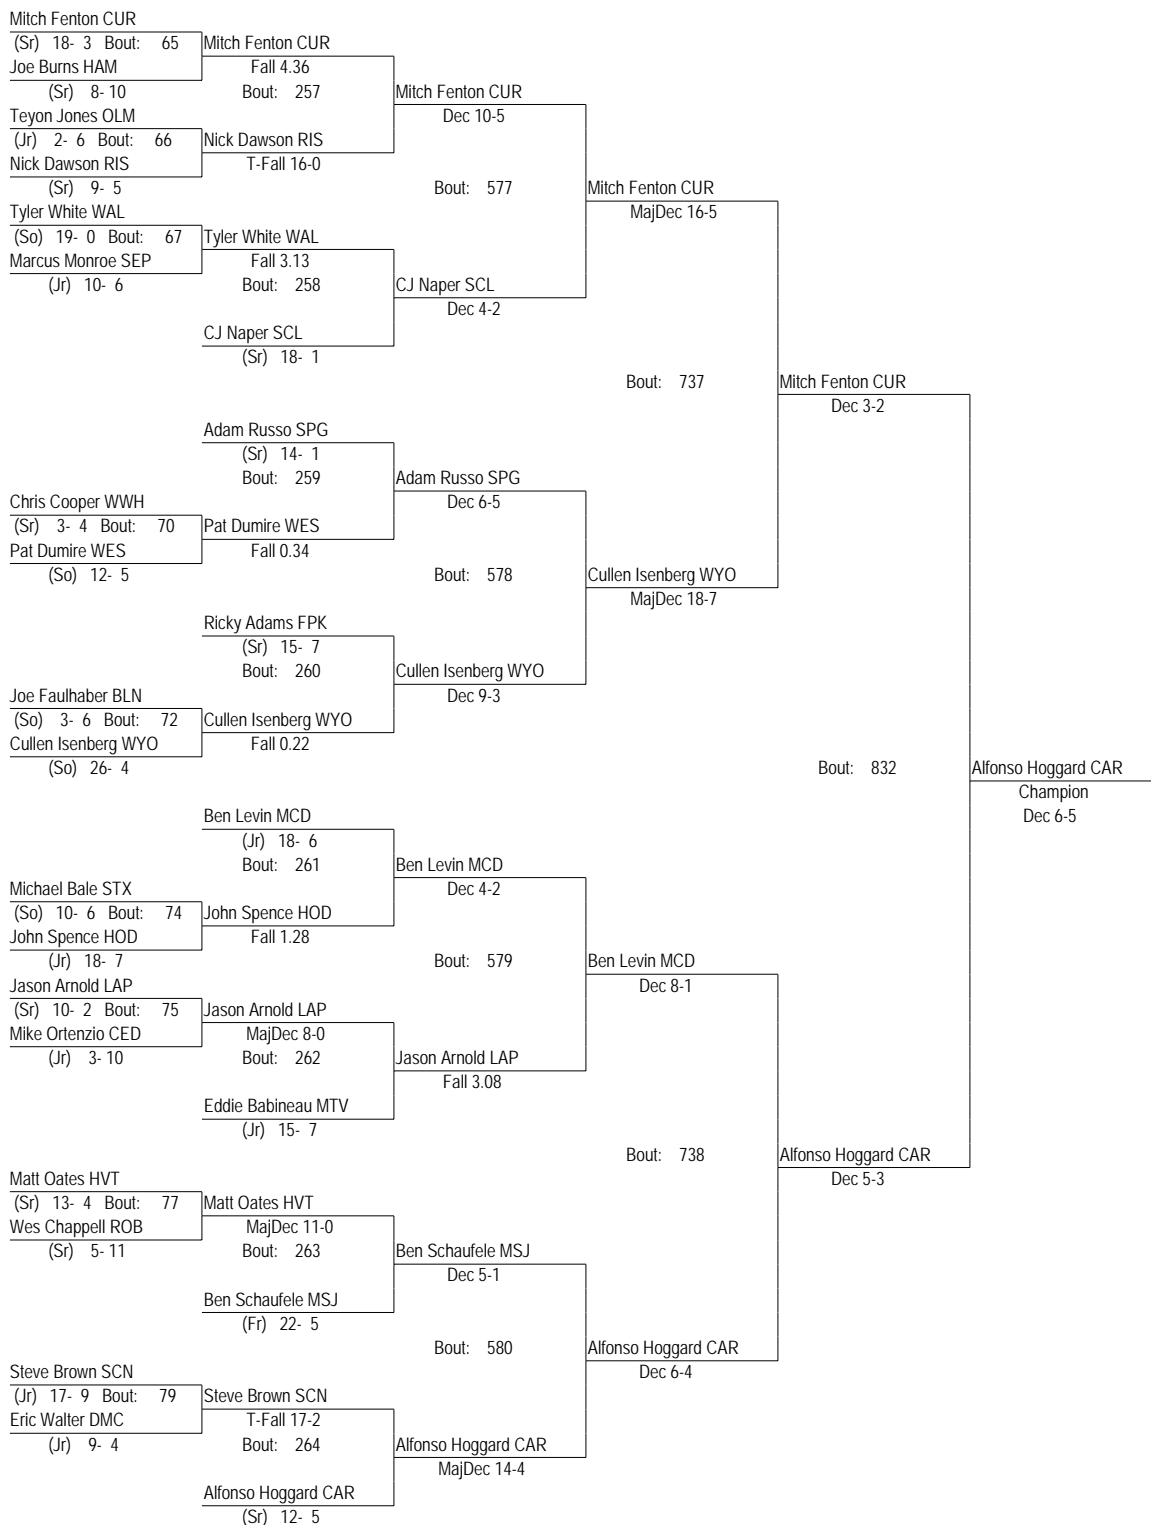 Mitch Fenton CUR
(Sr) 18- 3 Bout: 65
Mitch Fenton CUR
Joe Burns HAM
Fall 4.36
(Sr) 8- 10
Bout: 257
Mitch Fenton CUR
Teyon Jones OLM
Dec 10-5
(Jr) 2- 6 Bout: 66
Nick Dawson RIS
Nick Dawson RIS
T-Fall 16-0
(Sr) 9- 5
Bout: 577
Mitch Fenton CUR
Tyler White WAL
MajDec 16-5
(So) 19- 0 Bout: 67
Tyler White WAL
Marcus Monroe SEP
Fall 3.13
(Jr) 10- 6
Bout: 258
CJ Naper SCL
Dec 4-2
CJ Naper SCL
(Sr) 18- 1
Bout: 737
Mitch Fenton CUR
Dec 3-2
Adam Russo SPG
(Sr) 14- 1
Bout: 259
Adam Russo SPG
Dec 6-5
Chris Cooper WWH
(Sr) 3- 4 Bout: 70
Pat Dumire WES
Pat Dumire WES
Fall 0.34
(So) 12- 5
Bout: 578
Cullen Isenberg WYO
MajDec 18-7
Ricky Adams FPK
(Sr) 15- 7
Bout: 260
Cullen Isenberg WYO
Dec 9-3
Joe Faulhaber BLN
(So) 3- 6 Bout: 72
Cullen Isenberg WYO
Cullen Isenberg WYO
Fall 0.22
(So) 26- 4
Bout: 832
Alfonso Hoggard CAR
Champion
Dec 6-5
Ben Levin MCD
(Jr) 18- 6
Bout: 261
Ben Levin MCD
Dec 4-2
Michael Bale STX
(So) 10- 6 Bout: 74
John Spence HOD
John Spence HOD
Fall 1.28
(Jr) 18- 7
Bout: 579
Ben Levin MCD
Dec 8-1
Jason Arnold LAP
(Sr) 10- 2 Bout: 75
Jason Arnold LAP
Mike Ortenzio CED
MajDec 8-0
(Jr) 3- 10
Bout: 262
Jason Arnold LAP
Fall 3.08
Eddie Babineau MTV
(Jr) 15- 7
Bout: 738
Alfonso Hoggard CAR
Dec 5-3
Matt Oates HVT
(Sr) 13- 4 Bout: 77
Matt Oates HVT
Wes Chappell ROB
MajDec 11-0
(Sr) 5- 11
Bout: 263
Ben Schaufele MSJ
Dec 5-1
Ben Schaufele MSJ
(Fr) 22- 5
Bout: 580
Alfonso Hoggard CAR
Dec 6-4
Steve Brown SCN
(Jr) 17- 9 Bout: 79
Steve Brown SCN
Eric Walter DMC
T-Fall 17-2
(Jr) 9- 4
Bout: 264
Alfonso Hoggard CAR
MajDec 14-4
Alfonso Hoggard CAR
(Sr) 12- 5